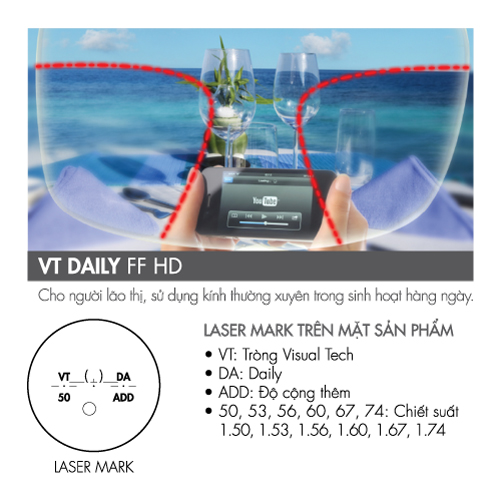 YouTube
VT DAILY FF HD
Cho người lão thị, sử dụng kính thường xuyên trong sinh hoạt hàng ngày.
VT ( ÷ ) DA
50 ADD
LASER MARK
LASER MARK TRÊN MẶT SẢN PHẨM
• VT: Tròng Visual Tech
• DA: Daily
• ADD: Độ cộng thêm
• 50, 53, 56, 60, 67, 74: Chiết suất
1.50, 1.53, 1.56, 1.60, 1.67, 1.74